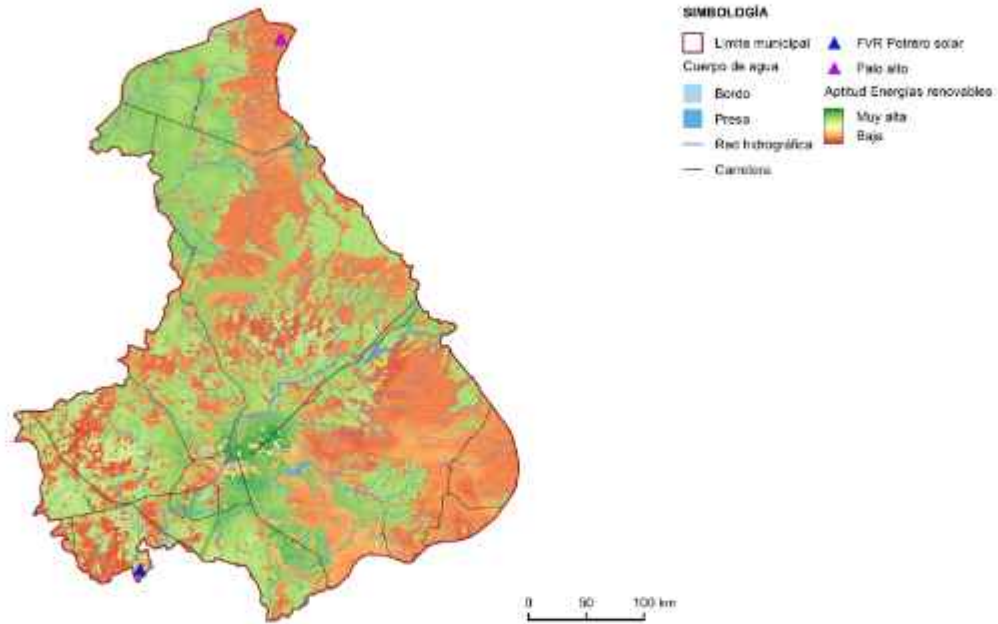 SIMBOLOGÍA
Límite municipal
Cuerpo de agua
Bordo
Presa
Red hidrográfica
Carretera
FVR Potrero solar
Palo alto
Aptitud Energías renovables
Muy alta
Baja
0 50 100 km